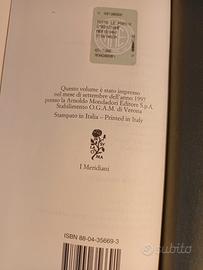 Questo volume è stato impresso
nel mese di settembre dell'anno 1997
presso la Arnoldo Mondadori Editore S.p.A.
Stabilimento O.G.A.M. di Verona
Stampato in Italia – Printed in Italy
I Meridiani
ISBN 88-04-35669-3
subito